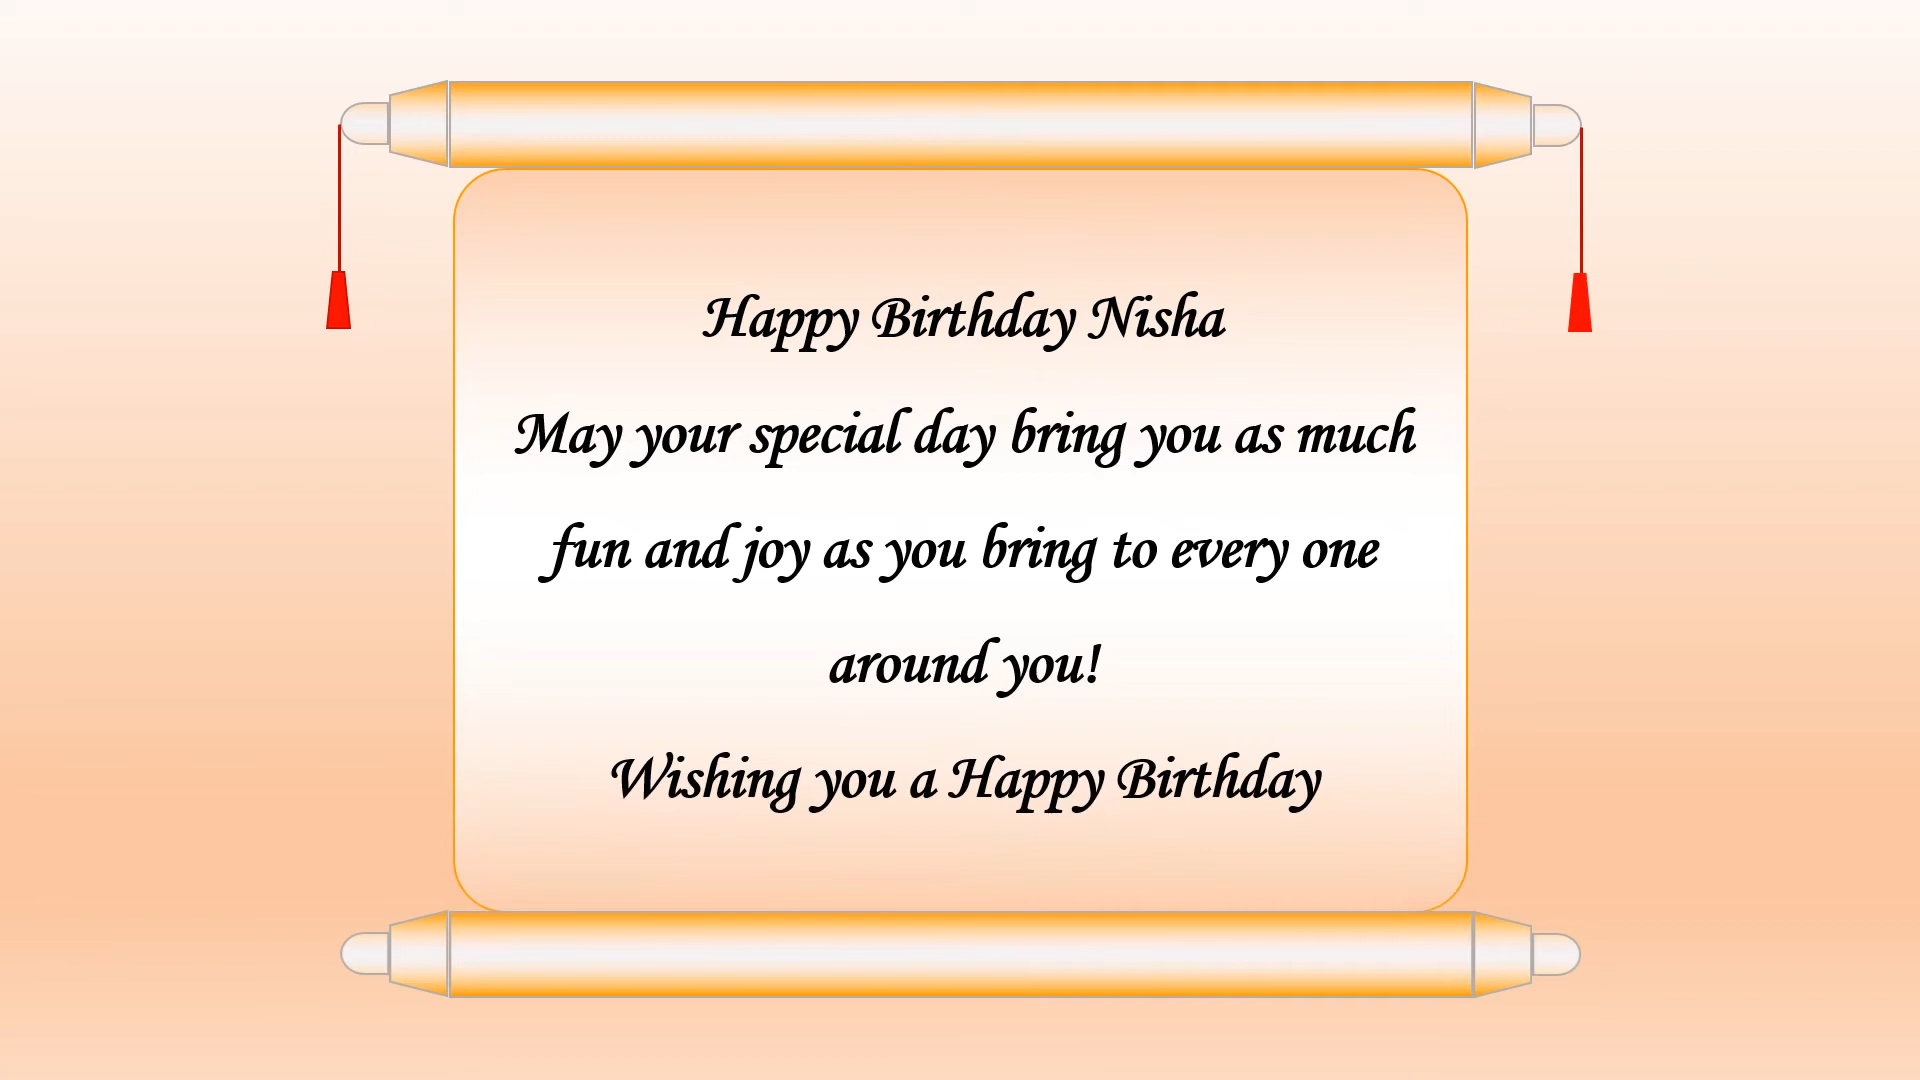 Happy Birthday Nisha
May your special day bring you as much
fun and joy as you bring to every one
around you!
Wishing you a Happy Birthday